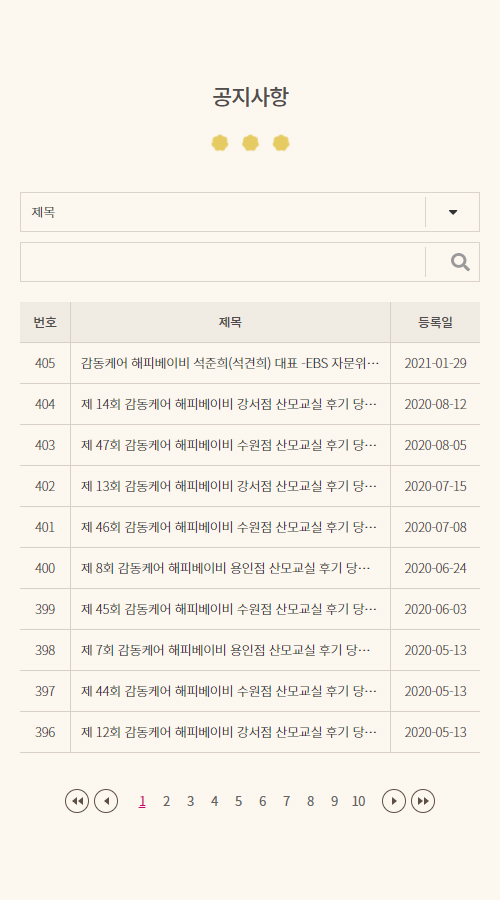 공지사항
제목
번호 제목 등록일
405 감동케어 해피베이비 석준희(석견희) 대표 -EBS 자문위… 2021-01-29
404 제 14회 감동케어 해피베이비 강서점 산모교실 후기 당… 2020-08-12
403 제 47회 감동케어 해피베이비 수원점 산모교실 후기 당… 2020-08-05
402 제 13회 감동케어 해피베이비 강서점 산모교실 후기 당… 2020-07-15
401 제 46회 감동케어 해피베이비 수원점 산모교실 후기 당… 2020-07-08
400 제 8회 감동케어 해피베이비 용인점 산모교실 후기 당… 2020-06-24
399 제 45회 감동케어 해피베이비 수원점 산모교실 후기 당… 2020-06-03
398 제 7회 감동케어 해피베이비 용인점 산모교실 후기 당… 2020-05-13
397 제 44회 감동케어 해피베이비 수원점 산모교실 후기 당… 2020-05-13
396 제 12회 감동케어 해피베이비 강서점 산모교실 후기 당… 2020-05-13
1 2 3 4 5 6 7 8 9 10